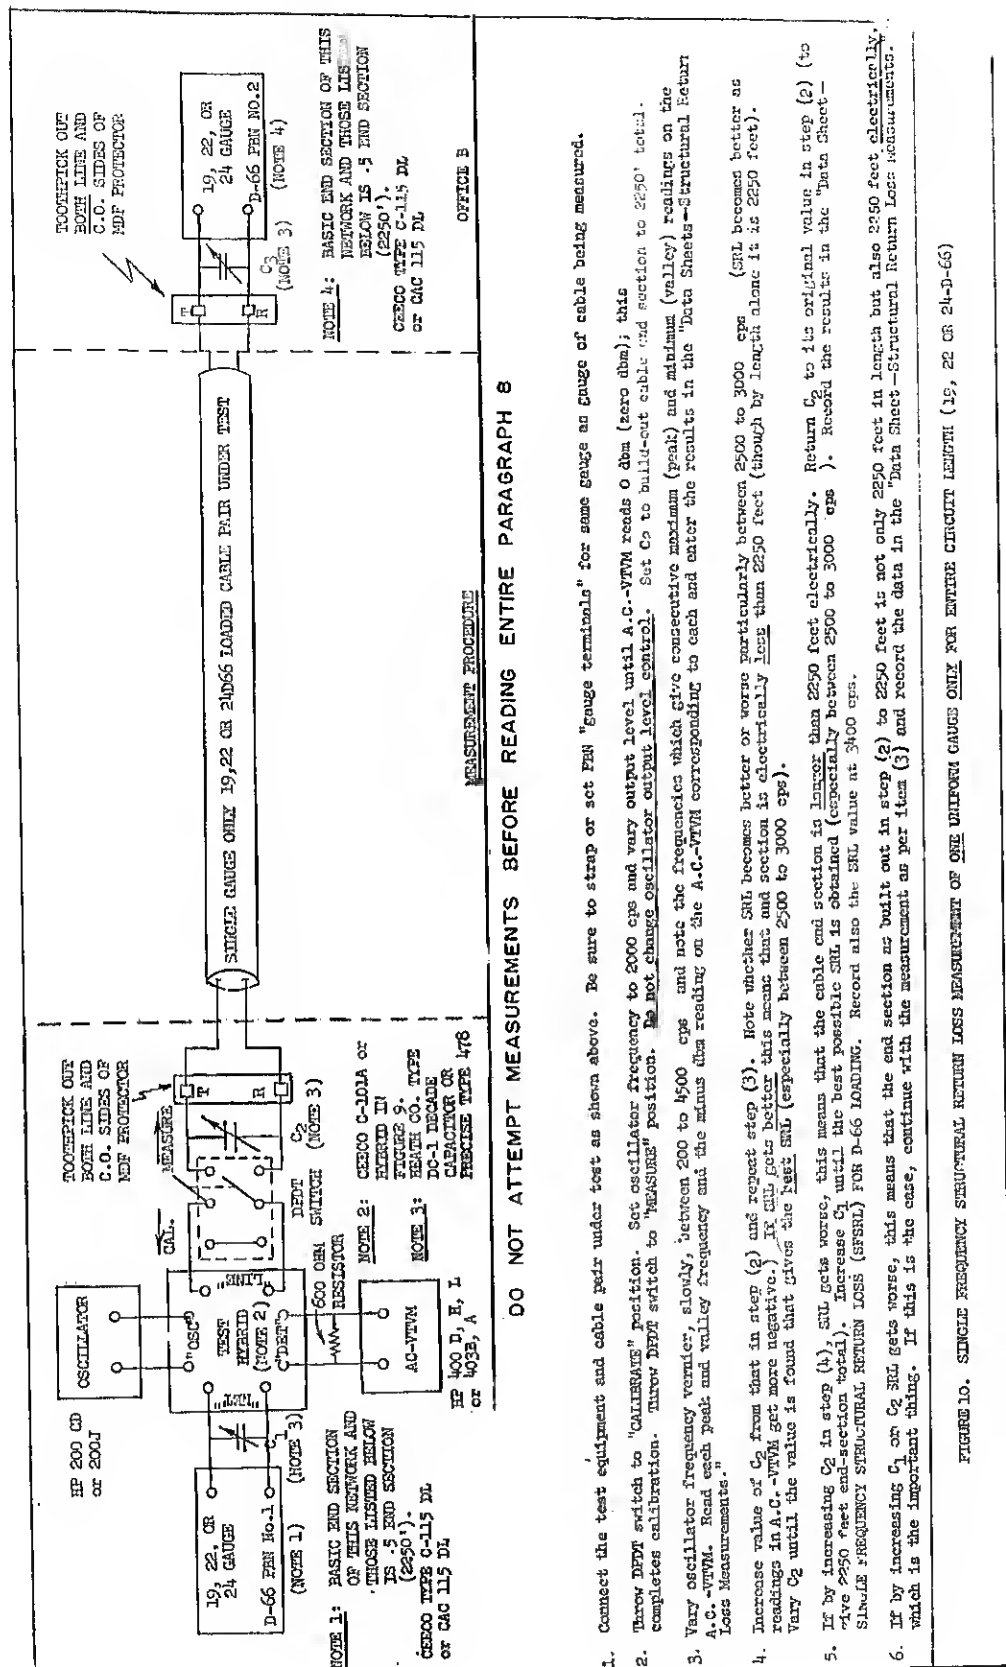 HP 200 CD
or 200J
OSCILLATOR
"OSC"
TEST
HYBRID
(NOTE 2)
"NET"
"LINE"
"DET"
600 OHM
RESISTOR
AC-VTVM
HP 400 D, H, L
or 403B, A
19, 22, OR
24 GAUGE
D-66 PBN No.1
(NOTE 1)
C1
(NOTE 3)
NOTE 1: BASIC END SECTION
OF THIS NETWORK AND
THOSE LISTED BELOW
IS .5 END SECTION
(2250').
CEECO TYPE C-115 DL
or CAC 115 DL
CAL.
MEASURE
DPDT
SWITCH
TOOTHPICK OUT
BOTH LINE AND
C.O. SIDES OF
MDF PROTECTOR
T
R
C2
(NOTE 3)
NOTE 2: CEECO C-101A or
HYBRID IN
FIGURE 9.
NOTE 3: HEATH CO. TYPE
DC-1 DECADE
CAPACITOR OR
PRECISE TYPE 478
SINGLE GAUGE ONLY 19,22 OR 24D66 LOADED CABLE PAIR UNDER TEST
TOOTHPICK OUT
BOTH LINE AND
C.O. SIDES OF
MDF PROTECTOR
T
R
C3
(NOTE 3)
19, 22, OR
24 GAUGE
D-66 PBN NO.2
(NOTE 4)
NOTE 4: BASIC END SECTION OF THIS
NETWORK AND THOSE LISTED
BELOW IS .5 END SECTION
(2250').
CEECO TYPE C-115 DL
or CAC 115 DL
OFFICE B
MEASUREMENT PROCEDURE
DO NOT ATTEMPT MEASUREMENTS BEFORE READING ENTIRE PARAGRAPH 8
1. Connect the test equipment and cable pair under test as shown above. Be sure to strap or set PBN "gauge terminals" for same gauge as gauge of cable being measured.
2. Throw DPDT switch to "CALIBRATE" position. Set oscillator frequency to 2000 cps and vary output level until A.C.-VTVM reads 0 dbm (zero dbm); this
completes calibration. Throw DPDT switch to "MEASURE" position. Do not change oscillator output level control. Set C2 to build-out cable end section to 2250' total.
3. Vary oscillator frequency vernier, slowly, between 200 to 4500 cps and note the frequencies which give consecutive maximum (peak) and minimum (valley) readings on the
A.C.-VTVM. Read each peak and valley frequency and the minus dbm reading on the A.C.-VTVM corresponding to each and enter the results in the "Data Sheets-Structural Return
Loss Measurements."
4. Increase value of C2 from that in step (2) and repeat step (3). Note whether SRL becomes better or worse particularly between 2500 to 3000 cps (SRL becomes better as
readings in A.C.-VTVM get more negative.) If SRL gets better this means that end section is electrically less than 2250 feet (though by length alone it is 2250 feet).
Vary C2 until the value is found that gives the best SRL (especially between 2500 to 3000 cps).
5. If by increasing C2 in step (4), SRL gets worse, this means that the cable end section is longer than 2250 feet electrically. Return C2 to its original value in step (2) (to
give 2250 feet end-section total). Increase C1 until the best possible SRL is obtained (especially between 2500 to 3000 cps ). Record the results in the "Data Sheet-
SINGLE FREQUENCY STRUCTURAL RETURN LOSS (SFSRL) FOR D-66 LOADING. Record also the SRL value at 3400 cps.
6. If by increasing C1 or C2 SRL gets worse, this means that the end section as built out in step (2) to 2250 feet is not only 2250 feet in length but also 2250 feet electrically,
which is the important thing. If this is the case, continue with the measurement as per item (3) and record the data in the "Data Sheet-Structural Return Loss Measurements.
FIGURE 10. SINGLE FREQUENCY STRUCTURAL RETURN LOSS MEASUREMENT OF ONE UNIFORM GAUGE ONLY FOR ENTIRE CIRCUIT LENGTH (19, 22 OR 24-D-66)